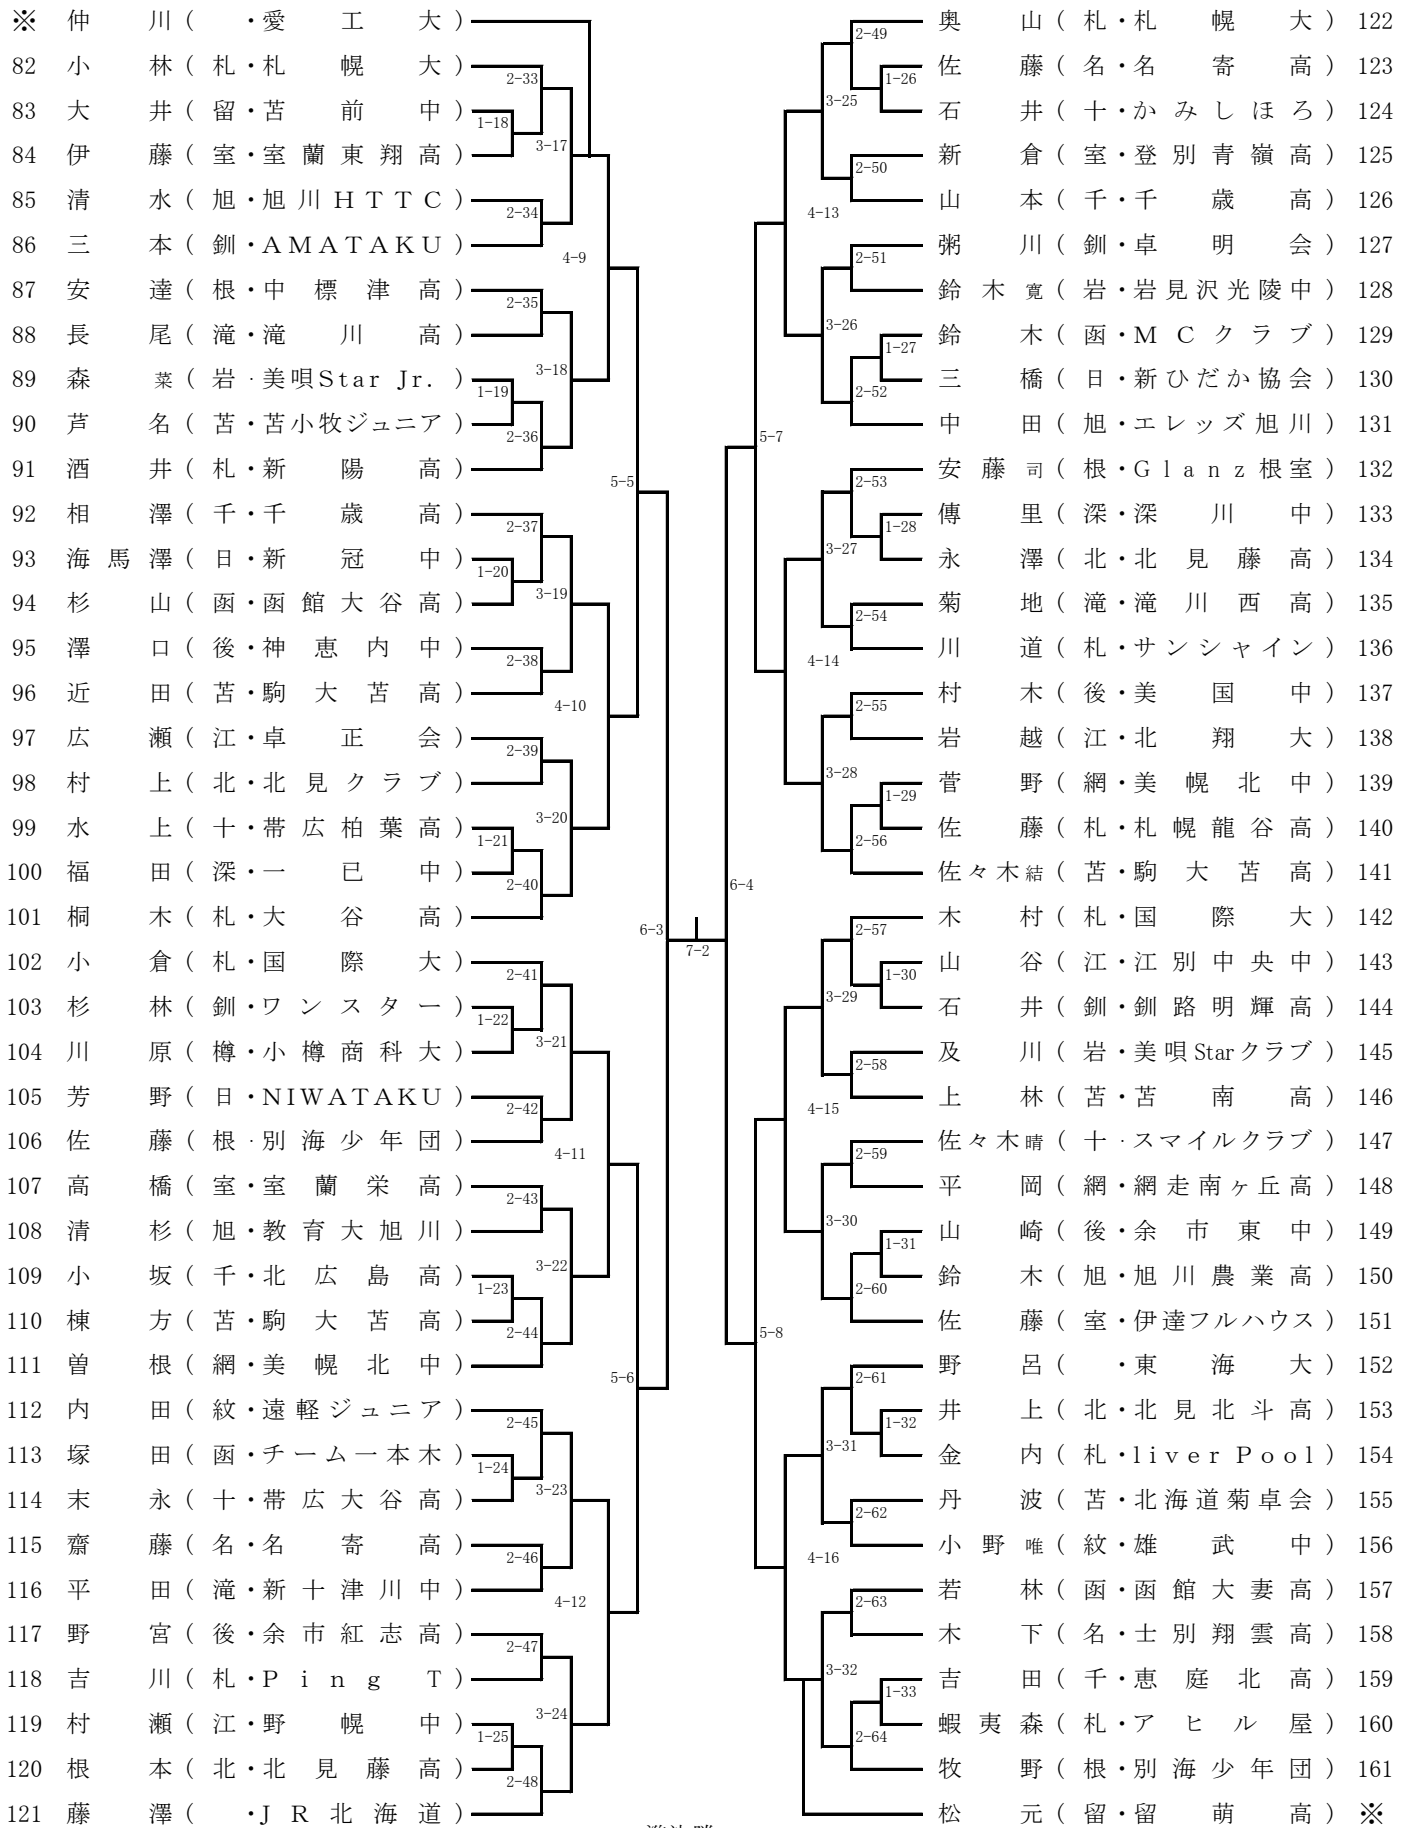 ※ 仲川（ ・愛工大）
82 小林（札・札幌大）
2-33
83 大井（留・苫前中）
1-18
84 伊藤（室・室蘭東翔高）
3-17
85 清水（旭・旭川HTTC）
2-34
86 三本（釧・AMATAKU）
4-9
87 安達（根・中標津高）
2-35
88 長尾（滝・滝川高）
3-18
89 森菜（岩・美唄Star Jr.）
1-19
90 芦名（苫・苫小牧ジュニア）
2-36
91 酒井（札・新陽高）
5-5
92 相澤（千・千歳高）
2-37
93 海馬澤（日・新冠中）
1-20
94 杉山（函・函館大谷高）
3-19
95 澤口（後・神恵内中）
2-38
96 近田（苫・駒大苫高）
4-10
97 広瀬（江・卓正会）
2-39
98 村上（北・北見クラブ）
3-20
99 水上（十・帯広柏葉高）
1-21
100 福田（深・一已中）
2-40
101 桐木（札・大谷高）
6-3
102 小倉（札・国際大）
2-41
103 杉林（釧・ワンスター）
1-22
104 川原（樽・小樽商科大）
3-21
105 芳野（日・NIWATAKU）
2-42
106 佐藤（根・別海少年団）
4-11
107 高橋（室・室蘭栄高）
2-43
108 清杉（旭・教育大旭川）
3-22
109 小坂（千・北広島高）
1-23
110 棟方（苫・駒大苫高）
2-44
111 曽根（網・美幌北中）
5-6
112 内田（紋・遠軽ジュニア）
2-45
113 塚田（函・チーム一本木）
1-24
114 末永（十・帯広大谷高）
3-23
115 齋藤（名・名寄高）
2-46
116 平田（滝・新十津川中）
4-12
117 野宮（後・余市紅志高）
2-47
118 吉川（札・Ping T）
3-24
119 村瀬（江・野幌中）
1-25
120 根本（北・北見藤高）
2-48
121 藤澤（ ・JR北海道）
7-2
奥山（札・札幌大）122
2-49
佐藤（名・名寄高）123
1-26
3-25
石井（十・かみしほろ）124
新倉（室・登別青嶺高）125
2-50
山本（千・千歳高）126
4-13
粥川（釧・卓明会）127
2-51
鈴木寛（岩・岩見沢光陵中）128
3-26
鈴木（函・MCクラブ）129
1-27
三橋（日・新ひだか協会）130
2-52
中田（旭・エレッズ旭川）131
5-7
安藤司（根・Glanz根室）132
2-53
傳里（深・深川中）133
1-28
3-27
永澤（北・北見藤高）134
菊地（滝・滝川西高）135
2-54
川道（札・サンシャイン）136
4-14
村木（後・美国中）137
2-55
岩越（江・北翔大）138
3-28
菅野（網・美幌北中）139
1-29
佐藤（札・札幌龍谷高）140
2-56
佐々木結（苫・駒大苫高）141
6-4
木村（札・国際大）142
2-57
山谷（江・江別中央中）143
1-30
3-29
石井（釧・釧路明輝高）144
及川（岩・美唄Starクラブ）145
2-58
上林（苫・苫南高）146
4-15
佐々木晴（十・スマイルクラブ）147
2-59
平岡（網・網走南ヶ丘高）148
3-30
山崎（後・余市東中）149
1-31
鈴木（旭・旭川農業高）150
2-60
佐藤（室・伊達フルハウス）151
5-8
野呂（ ・東海大）152
2-61
井上（北・北見北斗高）153
1-32
3-31
金内（札・liver Pool）154
丹波（苫・北海道菊卓会）155
2-62
小野唯（紋・雄武中）156
4-16
若林（函・函館大妻高）157
2-63
木下（名・士別翔雲高）158
3-32
吉田（千・恵庭北高）159
1-33
蝦夷森（札・アヒル屋）160
2-64
牧野（根・別海少年団）161
松元（留・留萌高）※